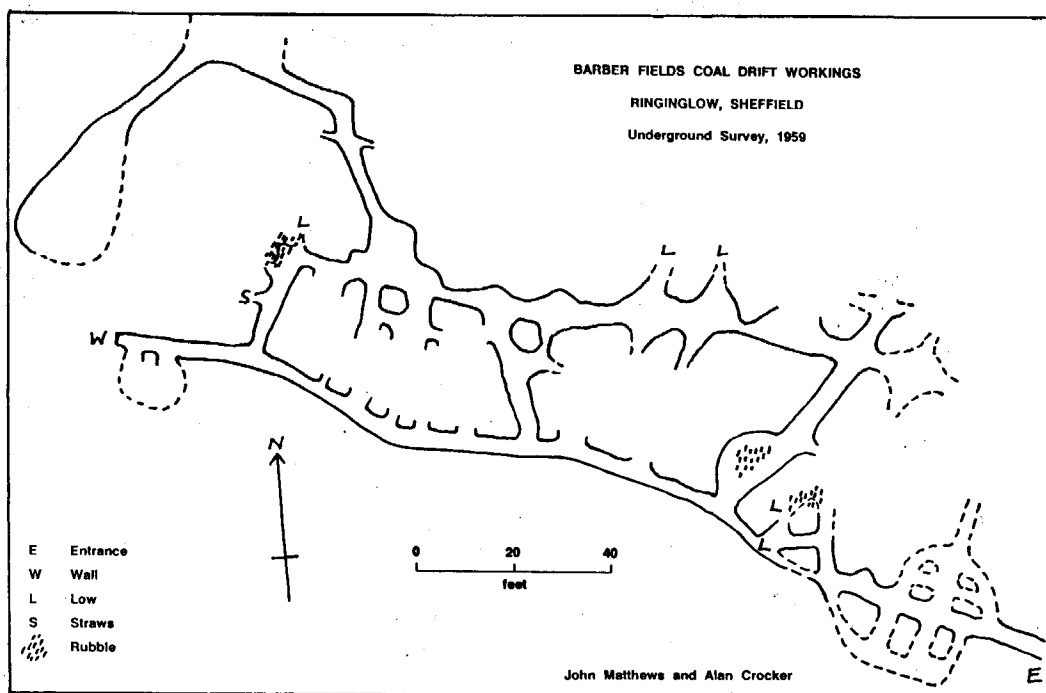 BARBER FIELDS COAL DRIFT WORKINGS
RINGINGLOW, SHEFFIELD
Underground Survey, 1959
L
S
W
L L
N
L
L
E Entrance
W Wall
L Low
S Straws
Rubble
0 20 40
feet
E
John Matthews and Alan Crocker